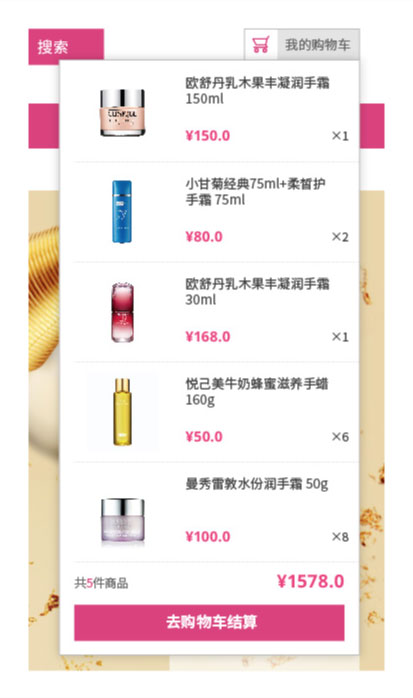 搜索
我的购物车
欧舒丹乳木果丰凝润手霜
150ml
¥150.0
×1
小甘菊经典75ml+柔皙护
手霜 75ml
¥80.0
×2
欧舒丹乳木果丰凝润手霜
30ml
¥168.0
×1
悦己美牛奶蜂蜜滋养手蜡
160g
¥50.0
×6
曼秀雷敦水份润手霜 50g
¥100.0
×8
共5件商品
¥1578.0
去购物车结算